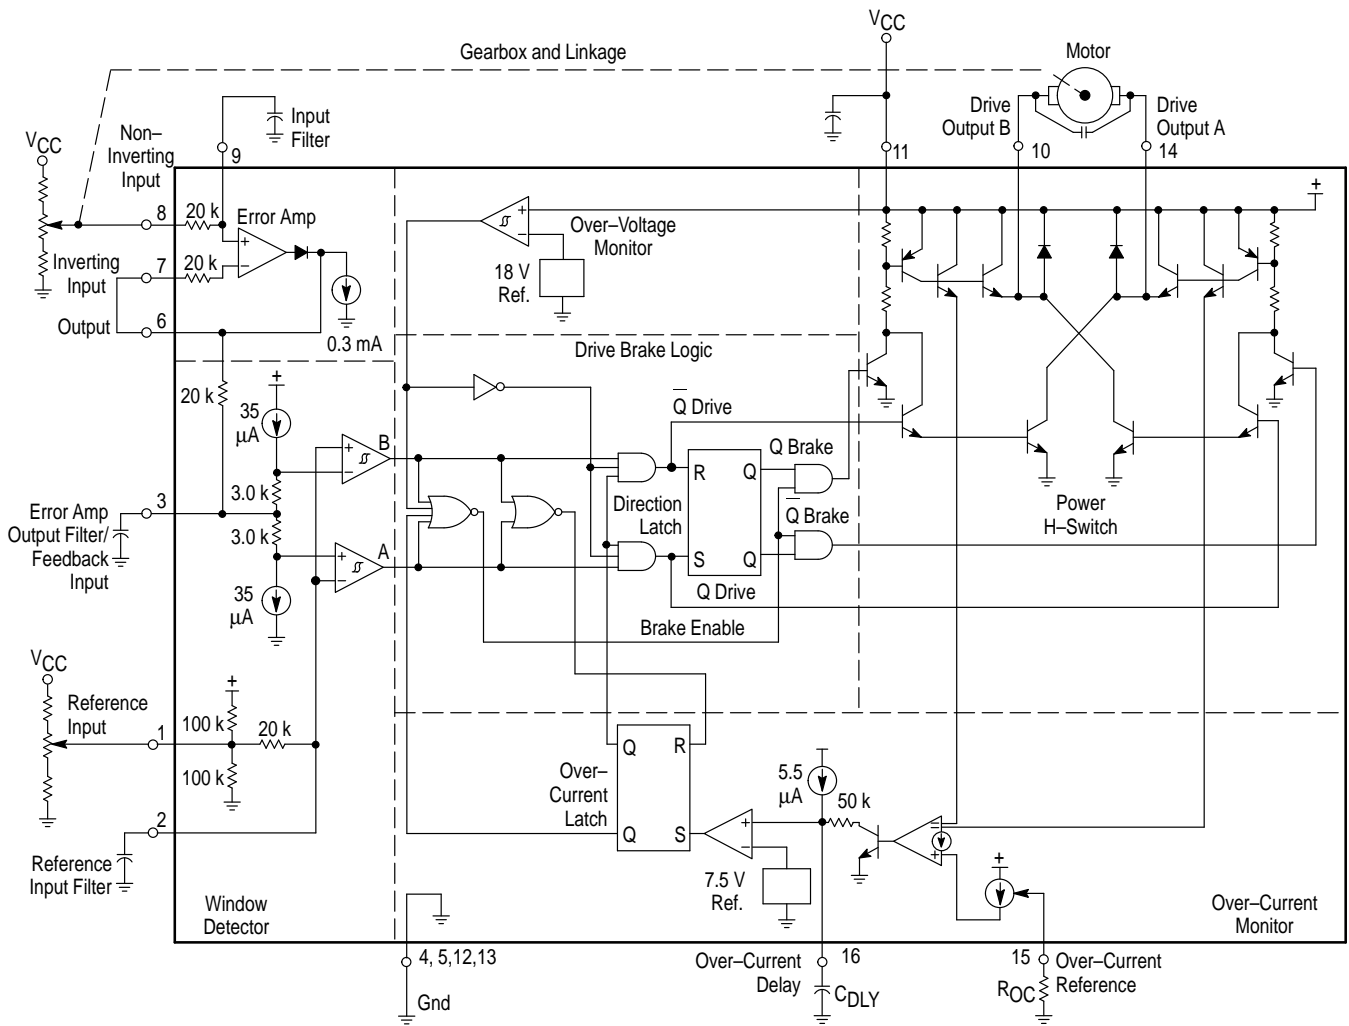 VCC
Gearbox and Linkage
Motor
Input
Filter
Drive
Output B
Drive
Output A
VCC
Non–
Inverting
Input
9
11
10
14
+
8
20 k
Error Amp
+
–
Over–Voltage
Monitor
+
–
Inverting
Input
7
20 k
18 V
Ref.
Output
6
0.3 mA
Drive Brake Logic
+
20 k
35
µA
Q Drive
B
+
–
Q Brake
R
Q
3.0 k
3
Error Amp
Output Filter/
Feedback
Input
Direction
Latch
Q Brake
Power
H–Switch
3.0 k
A
+
–
S
Q
35
µA
Q Drive
Brake Enable
VCC
Reference
Input
+
1
100 k
20 k
100 k
Q
R
Over–
Current
Latch
5.5
µA
50 k
2
Q
S
+
–
–
+
Reference
Input Filter
7.5 V
Ref.
+
Window
Detector
Over–Current
Monitor
4, 5,12,13
Over–Current
Delay
16
15
Over–Current
Reference
Gnd
CDLY
ROC